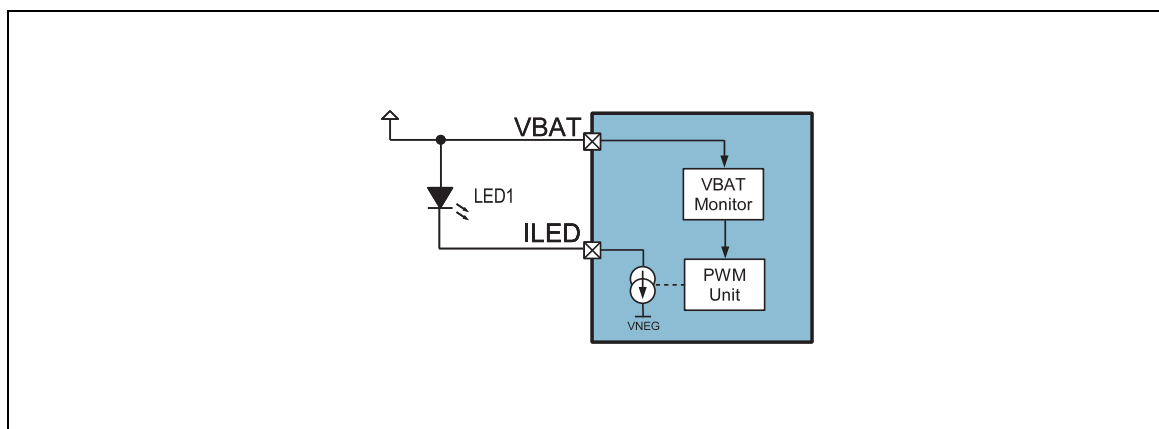 VBAT
LED1
VBAT
Monitor
ILED
PWM
Unit
VNEG